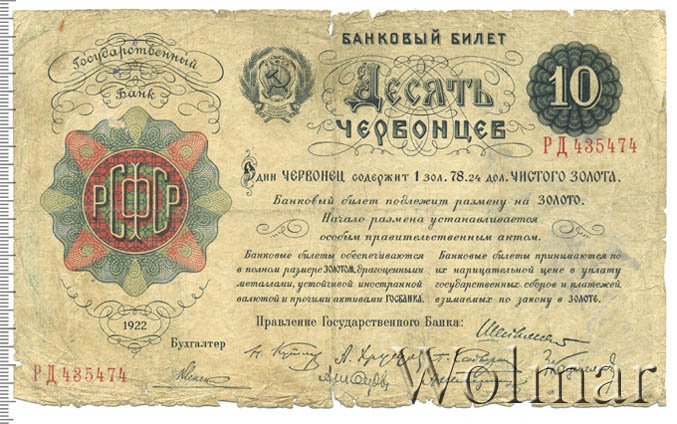 Государственный
Банк
БАНКОВЫЙ БИЛЕТ
Десять
ЧЕРВОНЦЕВ
10
РД 435474
Один ЧЕРВОНЕЦ содержит 1 зол. 78.24 дол. ЧИСТОГО ЗОЛОТА.
Банковый билет подлежит размену на ЗОЛОТО.
Начало размена устанавливается
особым правительственным актом.
РСФСР
Банковые билеты обеспечиваются
в полном размере ЗОЛОТОМ, драгоценными
металлами, устойчивой иностранной
валютой и прочими активами ГОСБАНКА.
Банковые билеты принимаются по
их нарицательной цене в уплату
государственных сборов и платежей,
взимаемых по закону в ЗОЛОТЕ.
1922
Правление Государственного Банка:
Бухгалтер
РД 435474
Wolmar